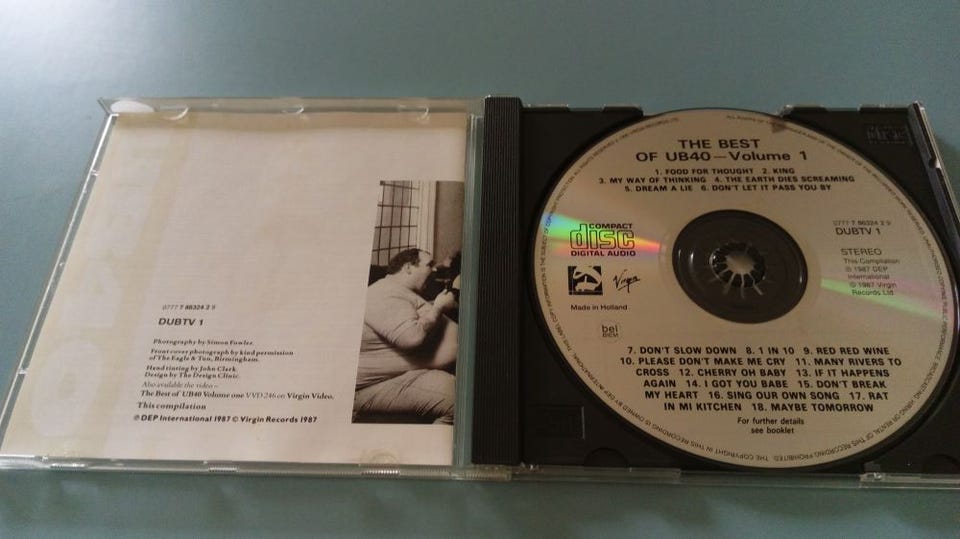 0777 7 86324 2 9
DUBTV 1
Photography by Simon Fowler.
Front cover photograph by kind permission
of The Eagle & Tun, Birmingham.
Hand tinting by John Clark.
Design by The Design Clinic.
Also available the video –
The Best of UB40 Volume one VVD 246 on Virgin Video.
This compilation
℗ DEP International 1987 © Virgin Records 1987
THE BEST
OF UB40—Volume 1
1. FOOD FOR THOUGHT 2. KING
3. MY WAY OF THINKING 4. THE EARTH DIES SCREAMING
5. DREAM A LIE 6. DON'T LET IT PASS YOU BY
COMPACT
disc
DIGITAL AUDIO
Virgin
Made in Holland
bel
BIEM
0777 7 86324 2 9
DUBTV 1
STEREO
This Compilation
℗ 1987 DEP
International
© 1987 Virgin
Records Ltd
7. DON'T SLOW DOWN 8. 1 IN 10 9. RED RED WINE
10. PLEASE DON'T MAKE ME CRY 11. MANY RIVERS TO
CROSS 12. CHERRY OH BABY 13. IF IT HAPPENS
AGAIN 14. I GOT YOU BABE 15. DON'T BREAK
MY HEART 16. SING OUR OWN SONG 17. RAT
IN MI KITCHEN 18. MAYBE TOMORROW
For further details
see booklet